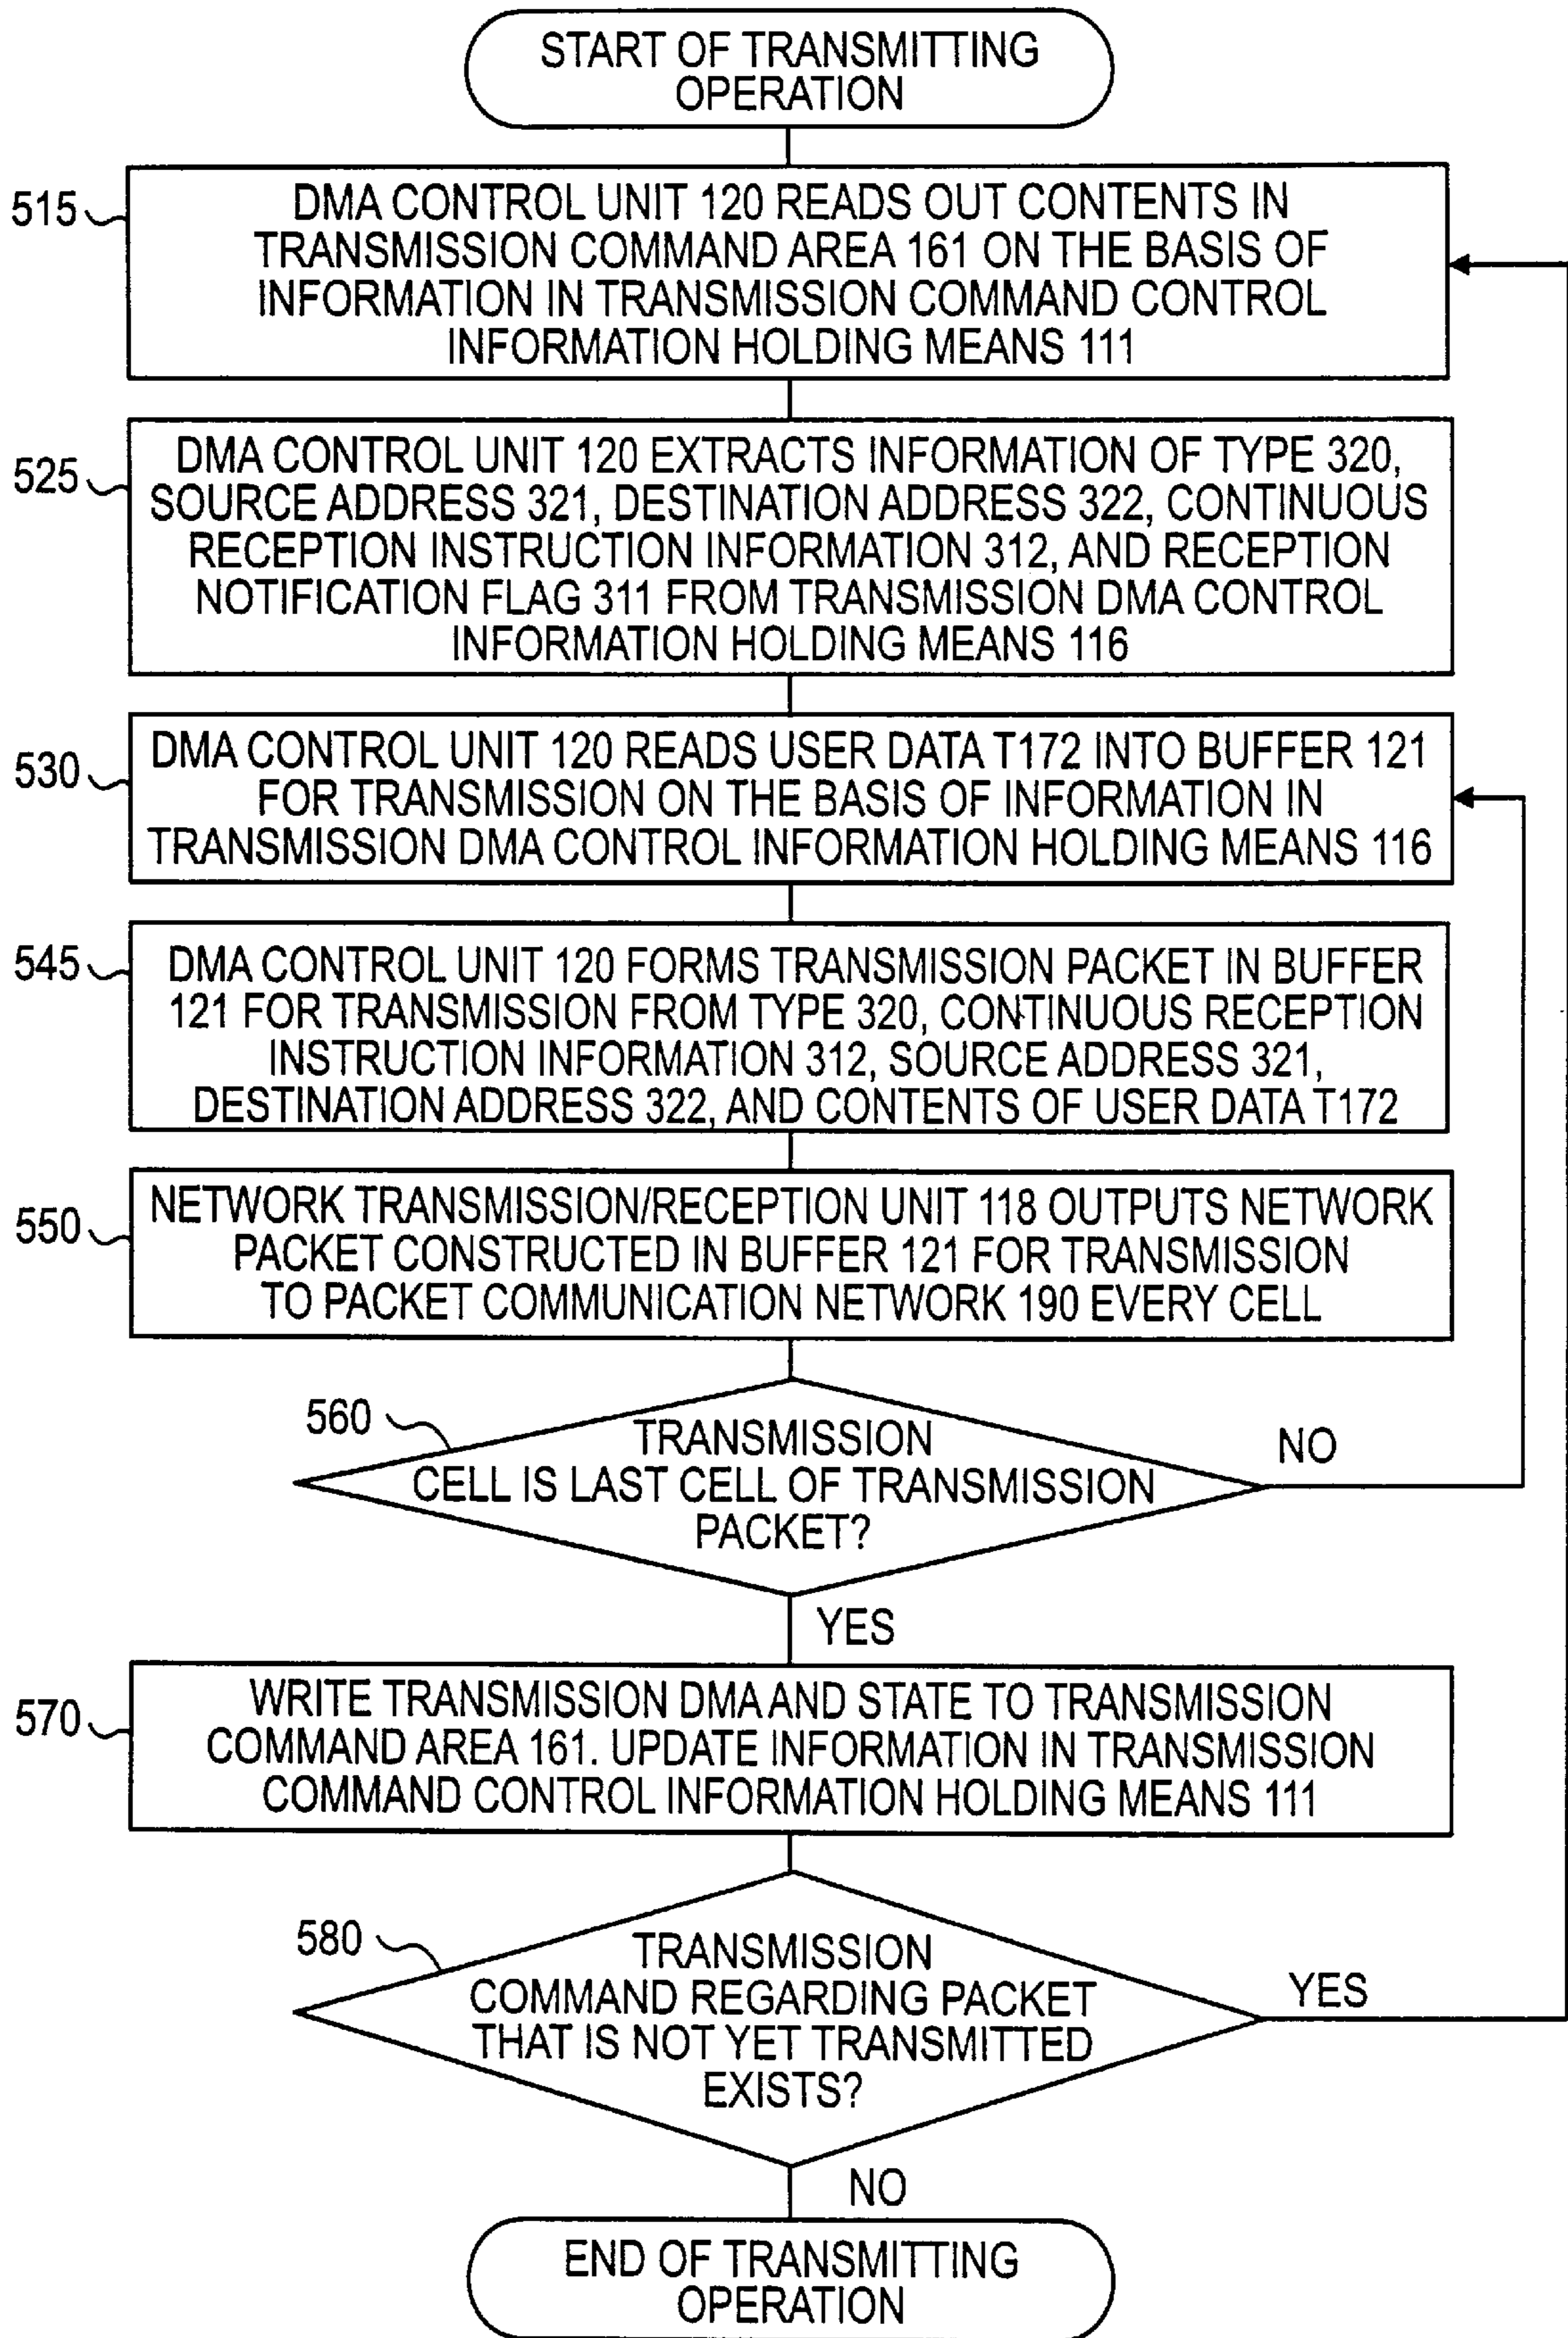 START OF TRANSMITTING
OPERATION
515
DMA CONTROL UNIT 120 READS OUT CONTENTS IN
TRANSMISSION COMMAND AREA 161 ON THE BASIS OF
INFORMATION IN TRANSMISSION COMMAND CONTROL
INFORMATION HOLDING MEANS 111
525
DMA CONTROL UNIT 120 EXTRACTS INFORMATION OF TYPE 320,
SOURCE ADDRESS 321, DESTINATION ADDRESS 322, CONTINUOUS
RECEPTION INSTRUCTION INFORMATION 312, AND RECEPTION
NOTIFICATION FLAG 311 FROM TRANSMISSION DMA CONTROL
INFORMATION HOLDING MEANS 116
530
DMA CONTROL UNIT 120 READS USER DATA T172 INTO BUFFER 121
FOR TRANSMISSION ON THE BASIS OF INFORMATION IN
TRANSMISSION DMA CONTROL INFORMATION HOLDING MEANS 116
545
DMA CONTROL UNIT 120 FORMS TRANSMISSION PACKET IN BUFFER
121 FOR TRANSMISSION FROM TYPE 320, CONTINUOUS RECEPTION
INSTRUCTION INFORMATION 312, SOURCE ADDRESS 321,
DESTINATION ADDRESS 322, AND CONTENTS OF USER DATA T172
550
NETWORK TRANSMISSION/RECEPTION UNIT 118 OUTPUTS NETWORK
PACKET CONSTRUCTED IN BUFFER 121 FOR TRANSMISSION
TO PACKET COMMUNICATION NETWORK 190 EVERY CELL
560
TRANSMISSION
CELL IS LAST CELL OF TRANSMISSION
PACKET?
NO
YES
570
WRITE TRANSMISSION DMA AND STATE TO TRANSMISSION
COMMAND AREA 161. UPDATE INFORMATION IN TRANSMISSION
COMMAND CONTROL INFORMATION HOLDING MEANS 111
580
TRANSMISSION
COMMAND REGARDING PACKET
THAT IS NOT YET TRANSMITTED
EXISTS?
YES
NO
END OF TRANSMITTING
OPERATION